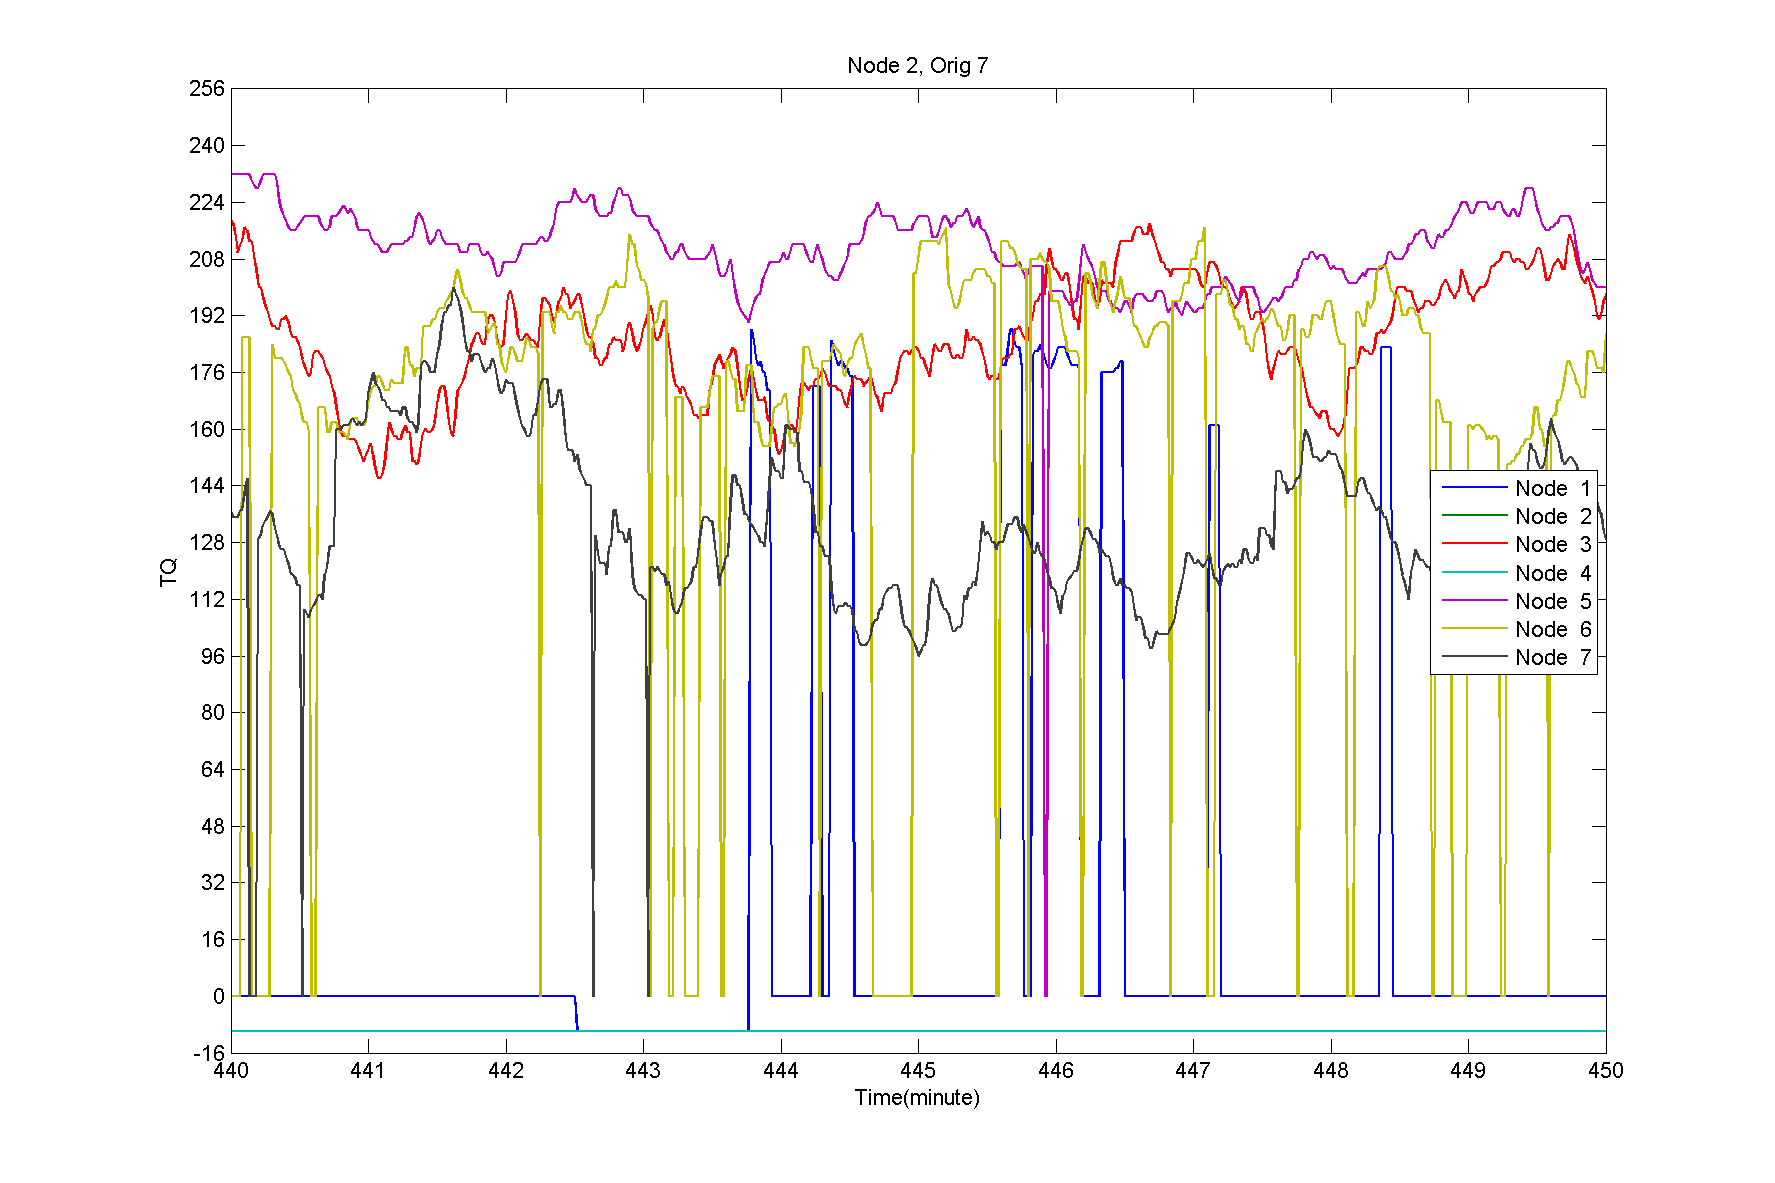 Node 2, Orig 7
256
240
224
208
192
176
160
144
128
112
96
80
64
48
32
16
0
-16
TQ
440 441 442 443 444 445 446 447 448 449 450
Time(minute)
Node 1
Node 2
Node 3
Node 4
Node 5
Node 6
Node 7